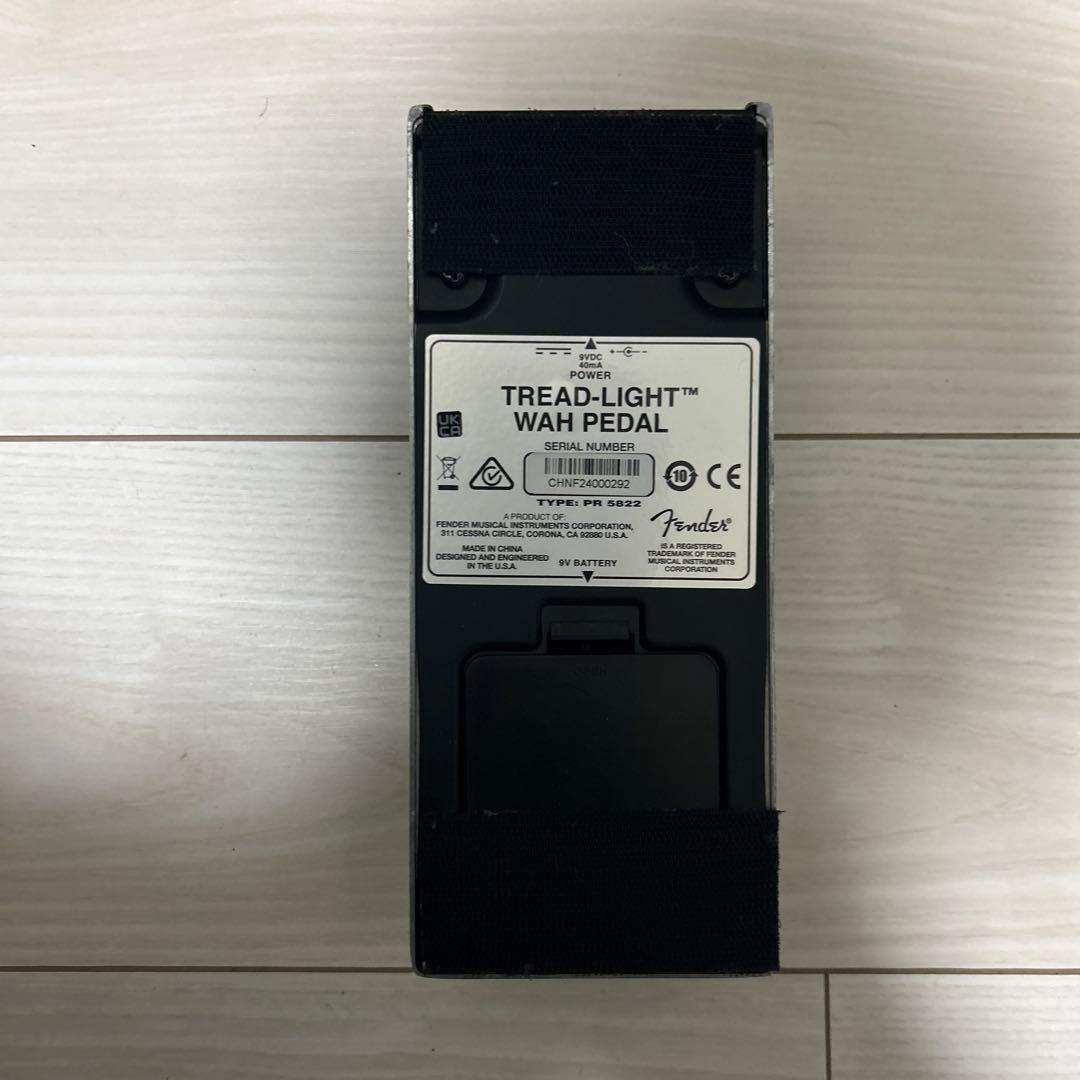 9VDC
40mA
POWER
TREAD-LIGHT™
WAH PEDAL
UK
CA
SERIAL NUMBER
CHNF24000292
10
CE
TYPE: PR 5822
A PRODUCT OF:
FENDER MUSICAL INSTRUMENTS CORPORATION,
311 CESSNA CIRCLE, CORONA, CA 92880 U.S.A.
MADE IN CHINA
DESIGNED AND ENGINEERED
IN THE U.S.A.
9V BATTERY
Fender®
IS A REGISTERED
TRADEMARK OF FENDER
MUSICAL INSTRUMENTS
CORPORATION
OPEN